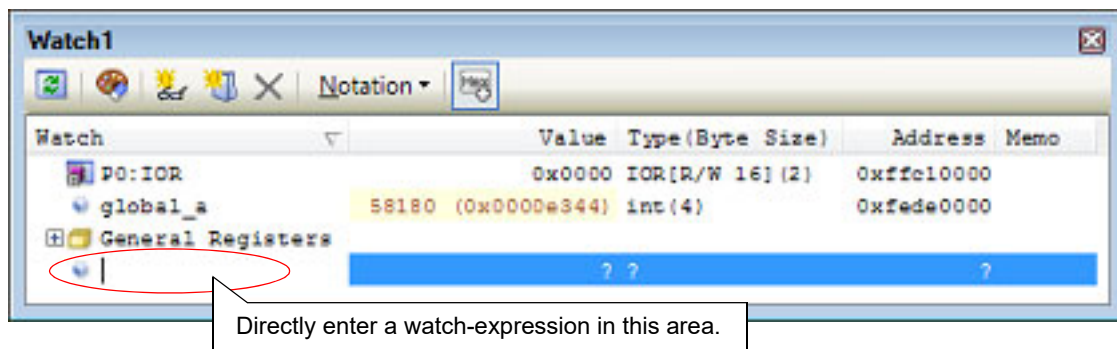 Watch1
Notation
Hex
Watch Value Type(Byte Size) Address Memo
P0:IOR 0x0000 IOR[R/W 16](2) 0xffc10000
global_a 58180 (0x0000e344) int(4) 0xfede0000
General Registers
? ? ?
Directly enter a watch-expression in this area.